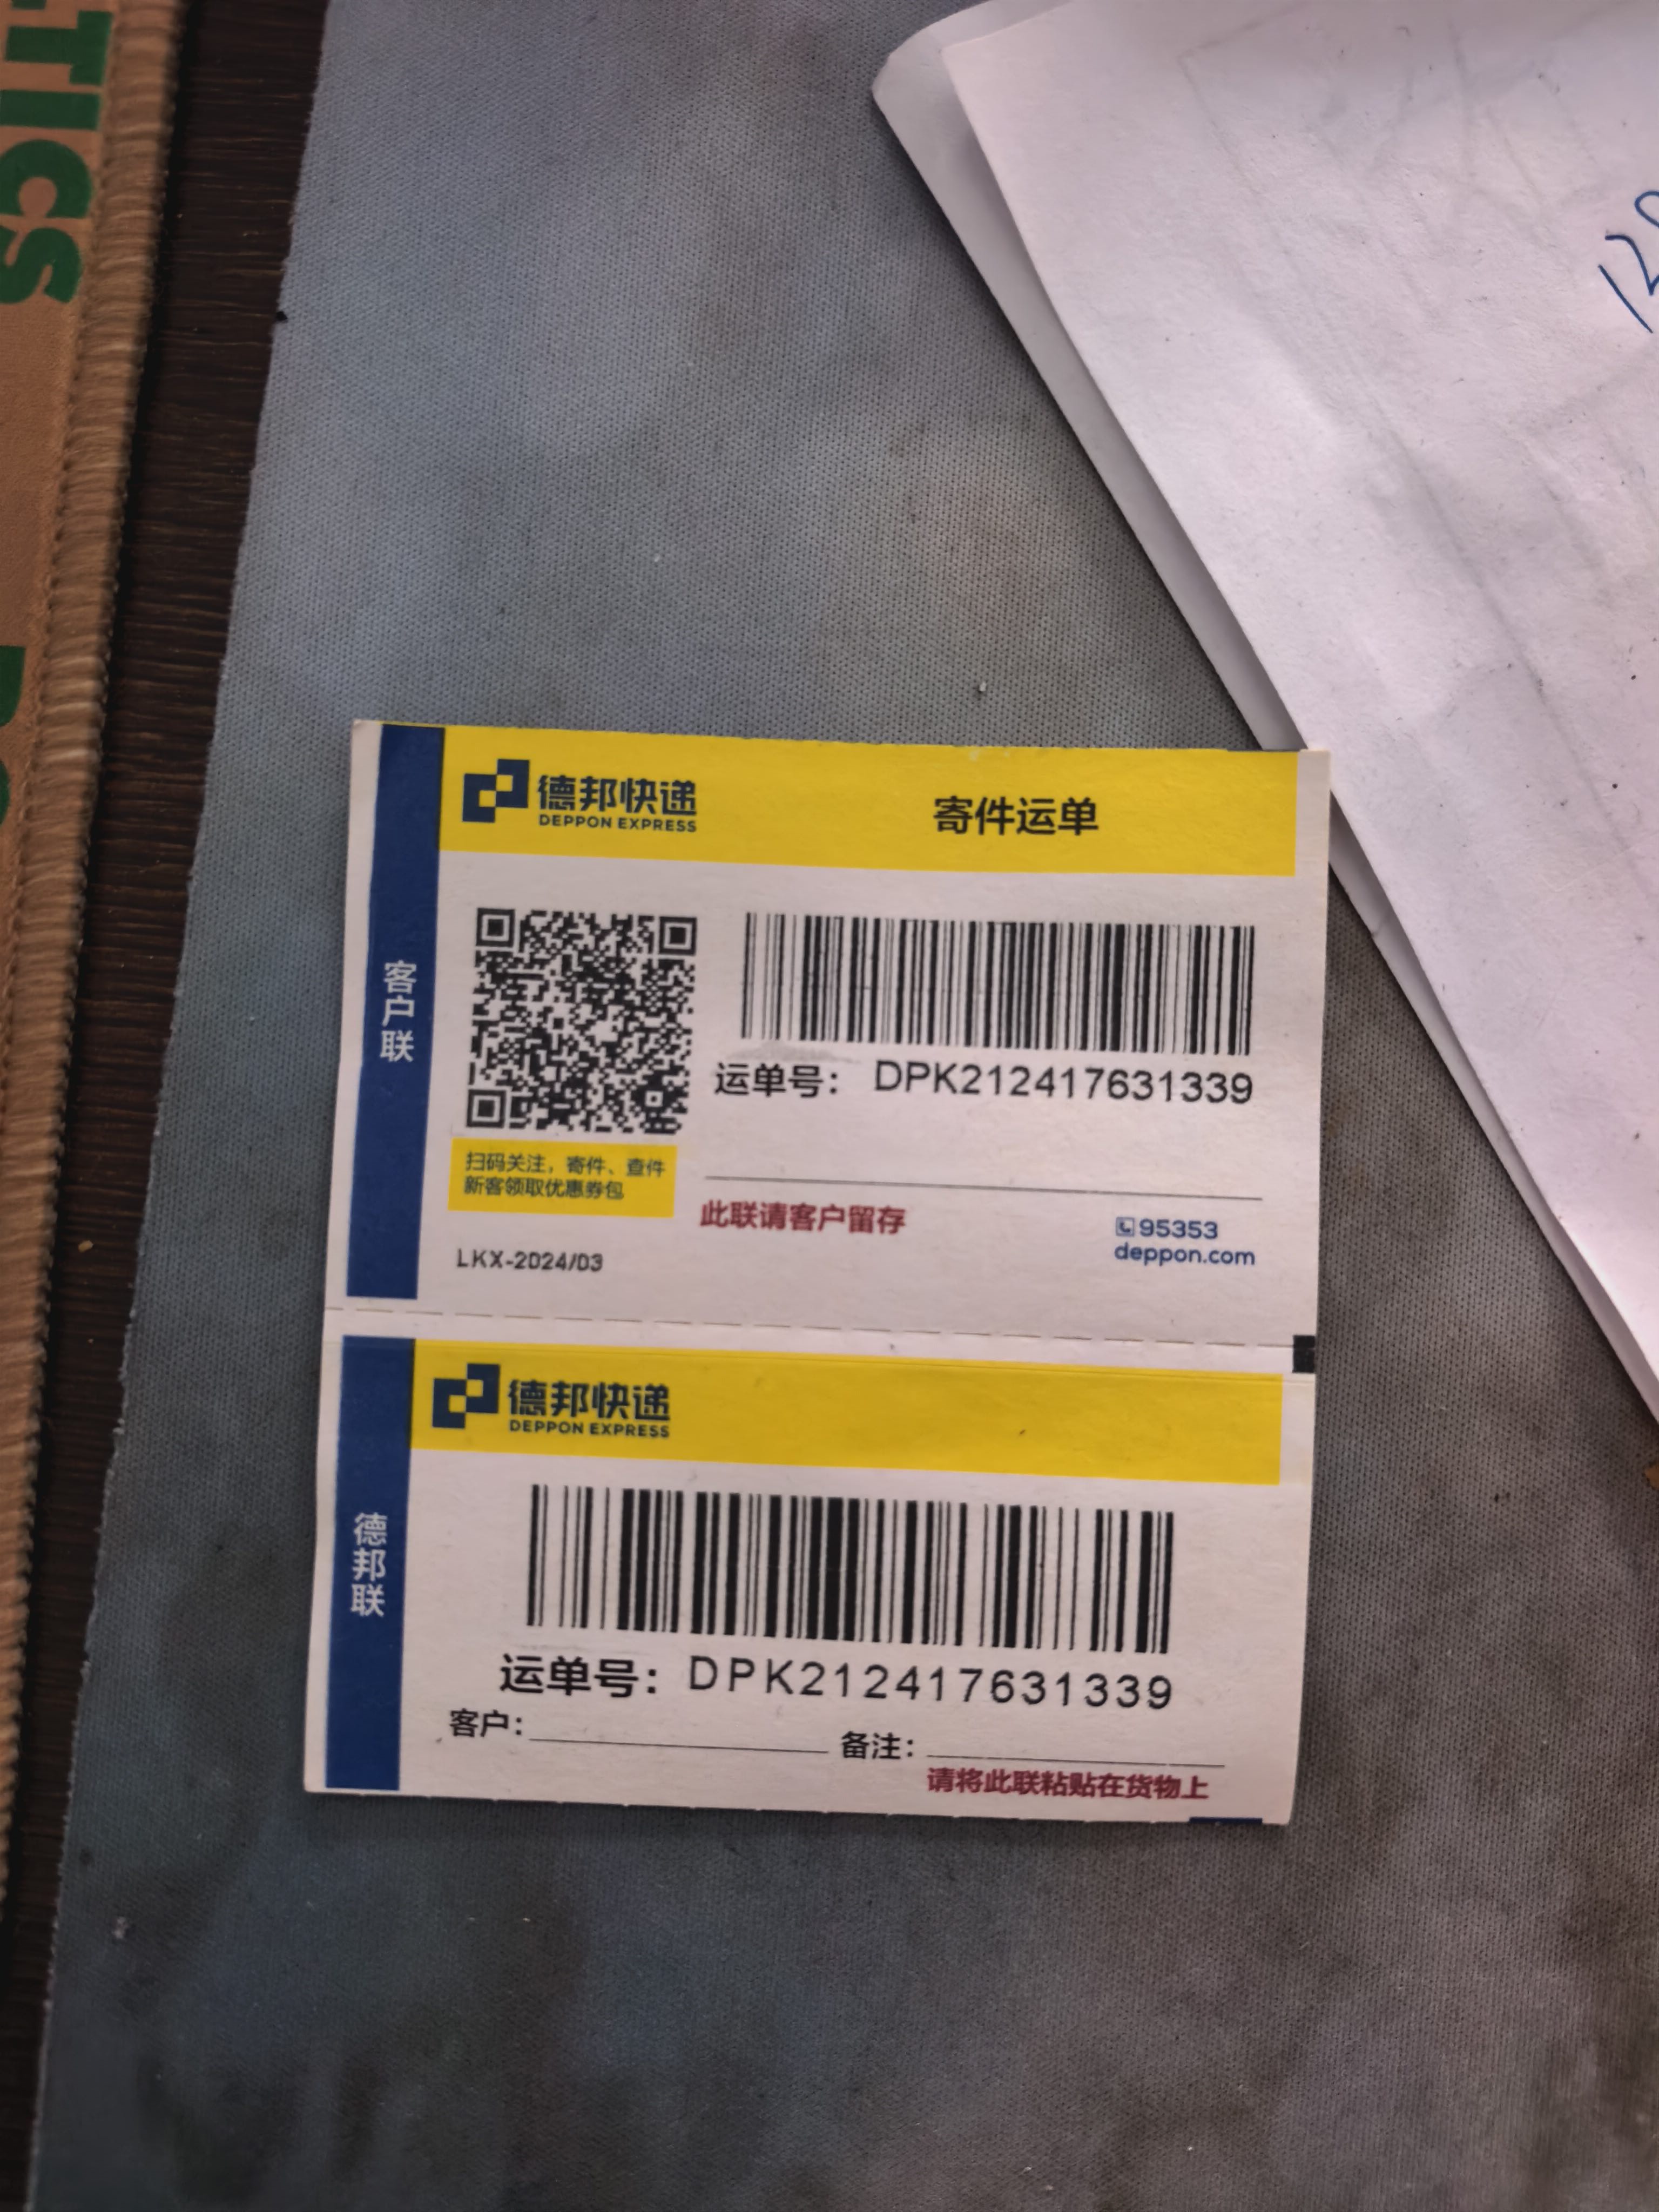 TICS
12
德邦快递
DEPPON EXPRESS
寄件运单
客户联
运单号： DPK212417631339
扫码关注，寄件、查件
新客领取优惠券包
此联请客户留存
95353
deppon.com
LKX-2024/03
德邦快递
DEPPON EXPRESS
德邦联
运单号： DPK212417631339
客户：
备注：
请将此联粘贴在货物上